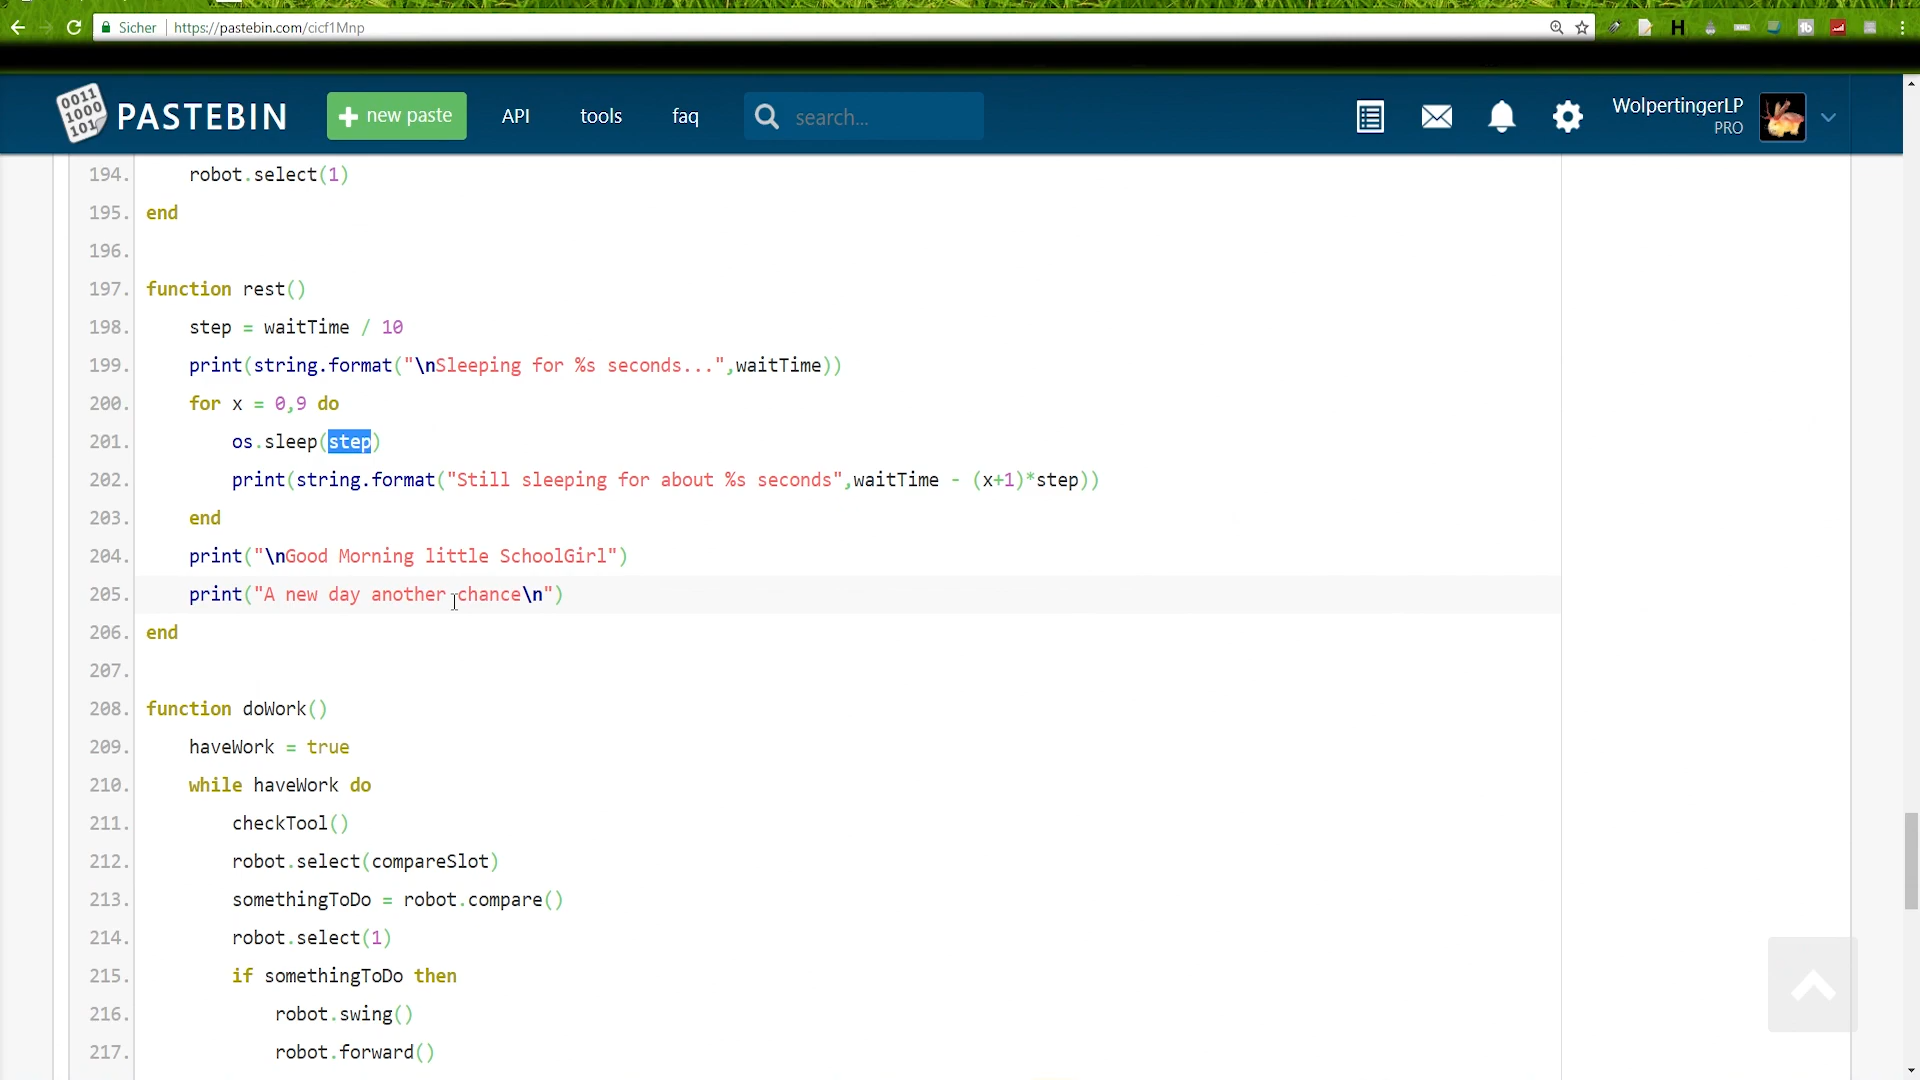 Sicher https://pastebin.com/cicf1Mnp
0011
1000
101
PASTEBIN
+ new paste
API
tools
faq
search...
WolpertingerLP
PRO
194. robot.select(1)
195. end
196.
197. function rest()
198. step = waitTime / 10
199. print(string.format("\nSleeping for %s seconds...",waitTime))
200. for x = 0,9 do
201. os.sleep(step)
202. print(string.format("Still sleeping for about %s seconds",waitTime - (x+1)*step))
203. end
204. print("\nGood Morning little SchoolGirl")
205. print("A new day another chance\n")
206. end
207.
208. function doWork()
209. haveWork = true
210. while haveWork do
211. checkTool()
212. robot.select(compareSlot)
213. somethingToDo = robot.compare()
214. robot.select(1)
215. if somethingToDo then
216. robot.swing()
217. robot.forward()